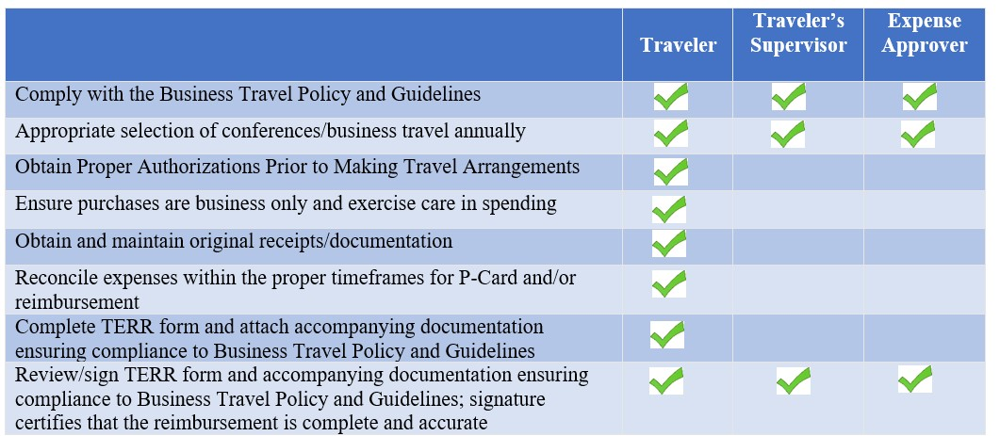 Traveler
Traveler's
Supervisor
Expense
Approver
Comply with the Business Travel Policy and Guidelines
Appropriate selection of conferences/business travel annually
Obtain Proper Authorizations Prior to Making Travel Arrangements
Ensure purchases are business only and exercise care in spending
Obtain and maintain original receipts/documentation
Reconcile expenses within the proper timeframes for P-Card and/or
reimbursement
Complete TERR form and attach accompanying documentation
ensuring compliance to Business Travel Policy and Guidelines
Review/sign TERR form and accompanying documentation ensuring
compliance to Business Travel Policy and Guidelines; signature
certifies that the reimbursement is complete and accurate